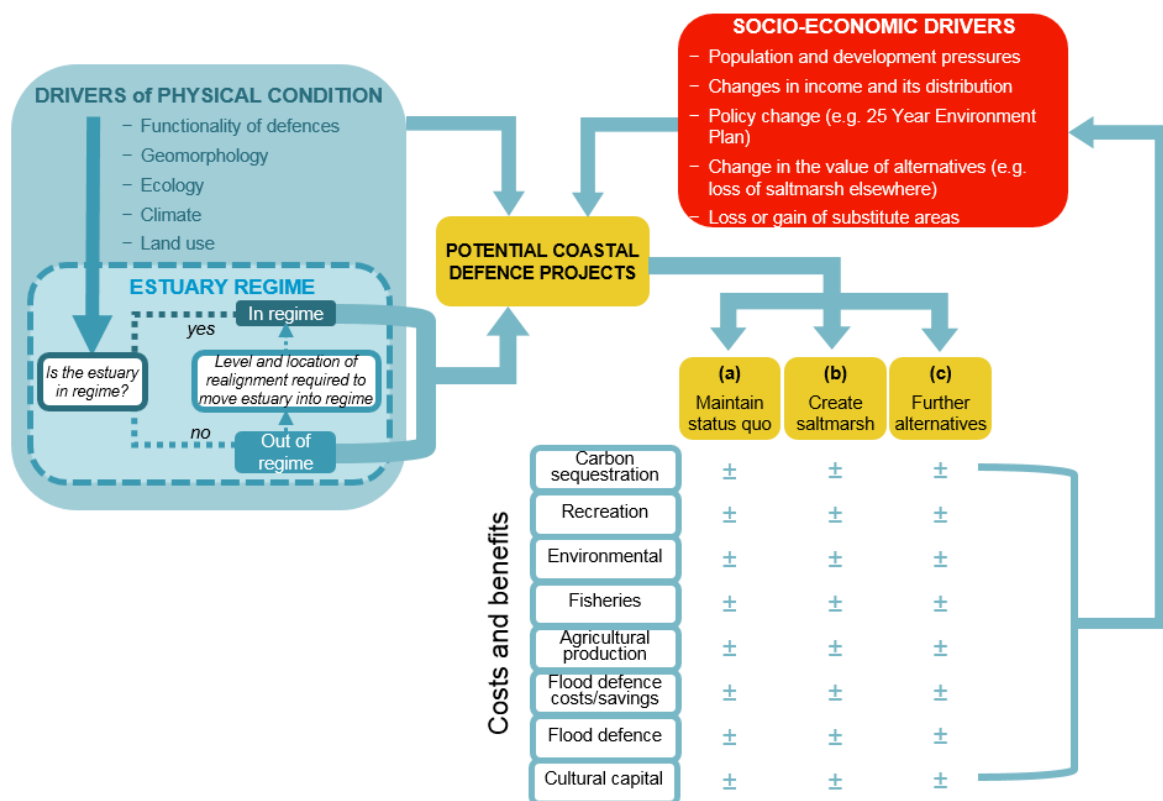 SOCIO-ECONOMIC DRIVERS
− Population and development pressures
− Changes in income and its distribution
− Policy change (e.g. 25 Year Environment
Plan)
− Change in the value of alternatives (e.g.
loss of saltmarsh elsewhere)
− Loss or gain of substitute areas
DRIVERS of PHYSICAL CONDITION
− Functionality of defences
− Geomorphology
− Ecology
− Climate
− Land use
ESTUARY REGIME
In regime
yes
Is the estuary
in regime?
Level and location of
realignment required to
move estuary into regime
no
Out of
regime
POTENTIAL COASTAL
DEFENCE PROJECTS
(a)
Maintain
status quo
(b)
Create
saltmarsh
(c)
Further
alternatives
Costs and benefits
Carbon
sequestration
± ± ±
Recreation
± ± ±
Environmental
± ± ±
Fisheries
± ± ±
Agricultural
production
± ± ±
Flood defence
costs/savings
± ± ±
Flood defence
± ± ±
Cultural capital
± ± ±